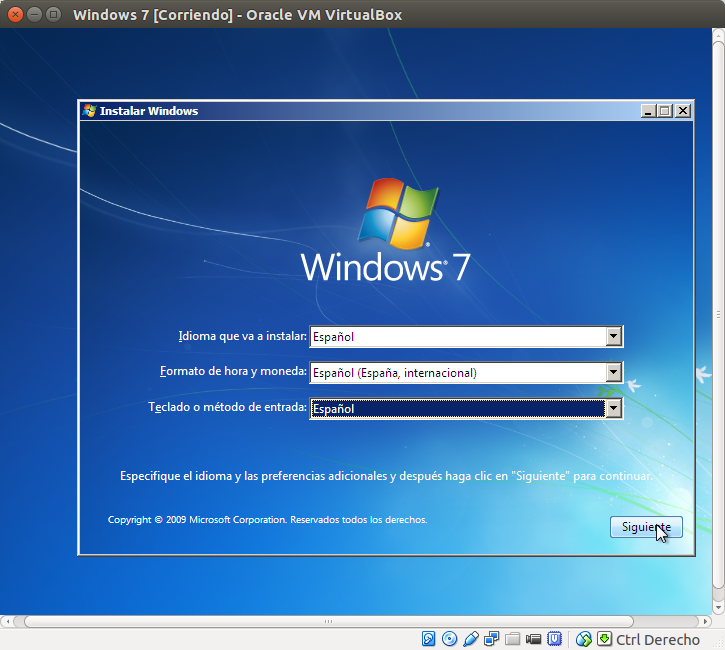 Windows 7 [Corriendo] - Oracle VM VirtualBox
Instalar Windows
Windows® 7
Idioma que va a instalar: Español
Formato de hora y moneda: Español (España, internacional)
Teclado o método de entrada: Español
Especifique el idioma y las preferencias adicionales y después haga clic en "Siguiente" para continuar.
Copyright © 2009 Microsoft Corporation. Reservados todos los derechos.
Siguiente
Ctrl Derecho